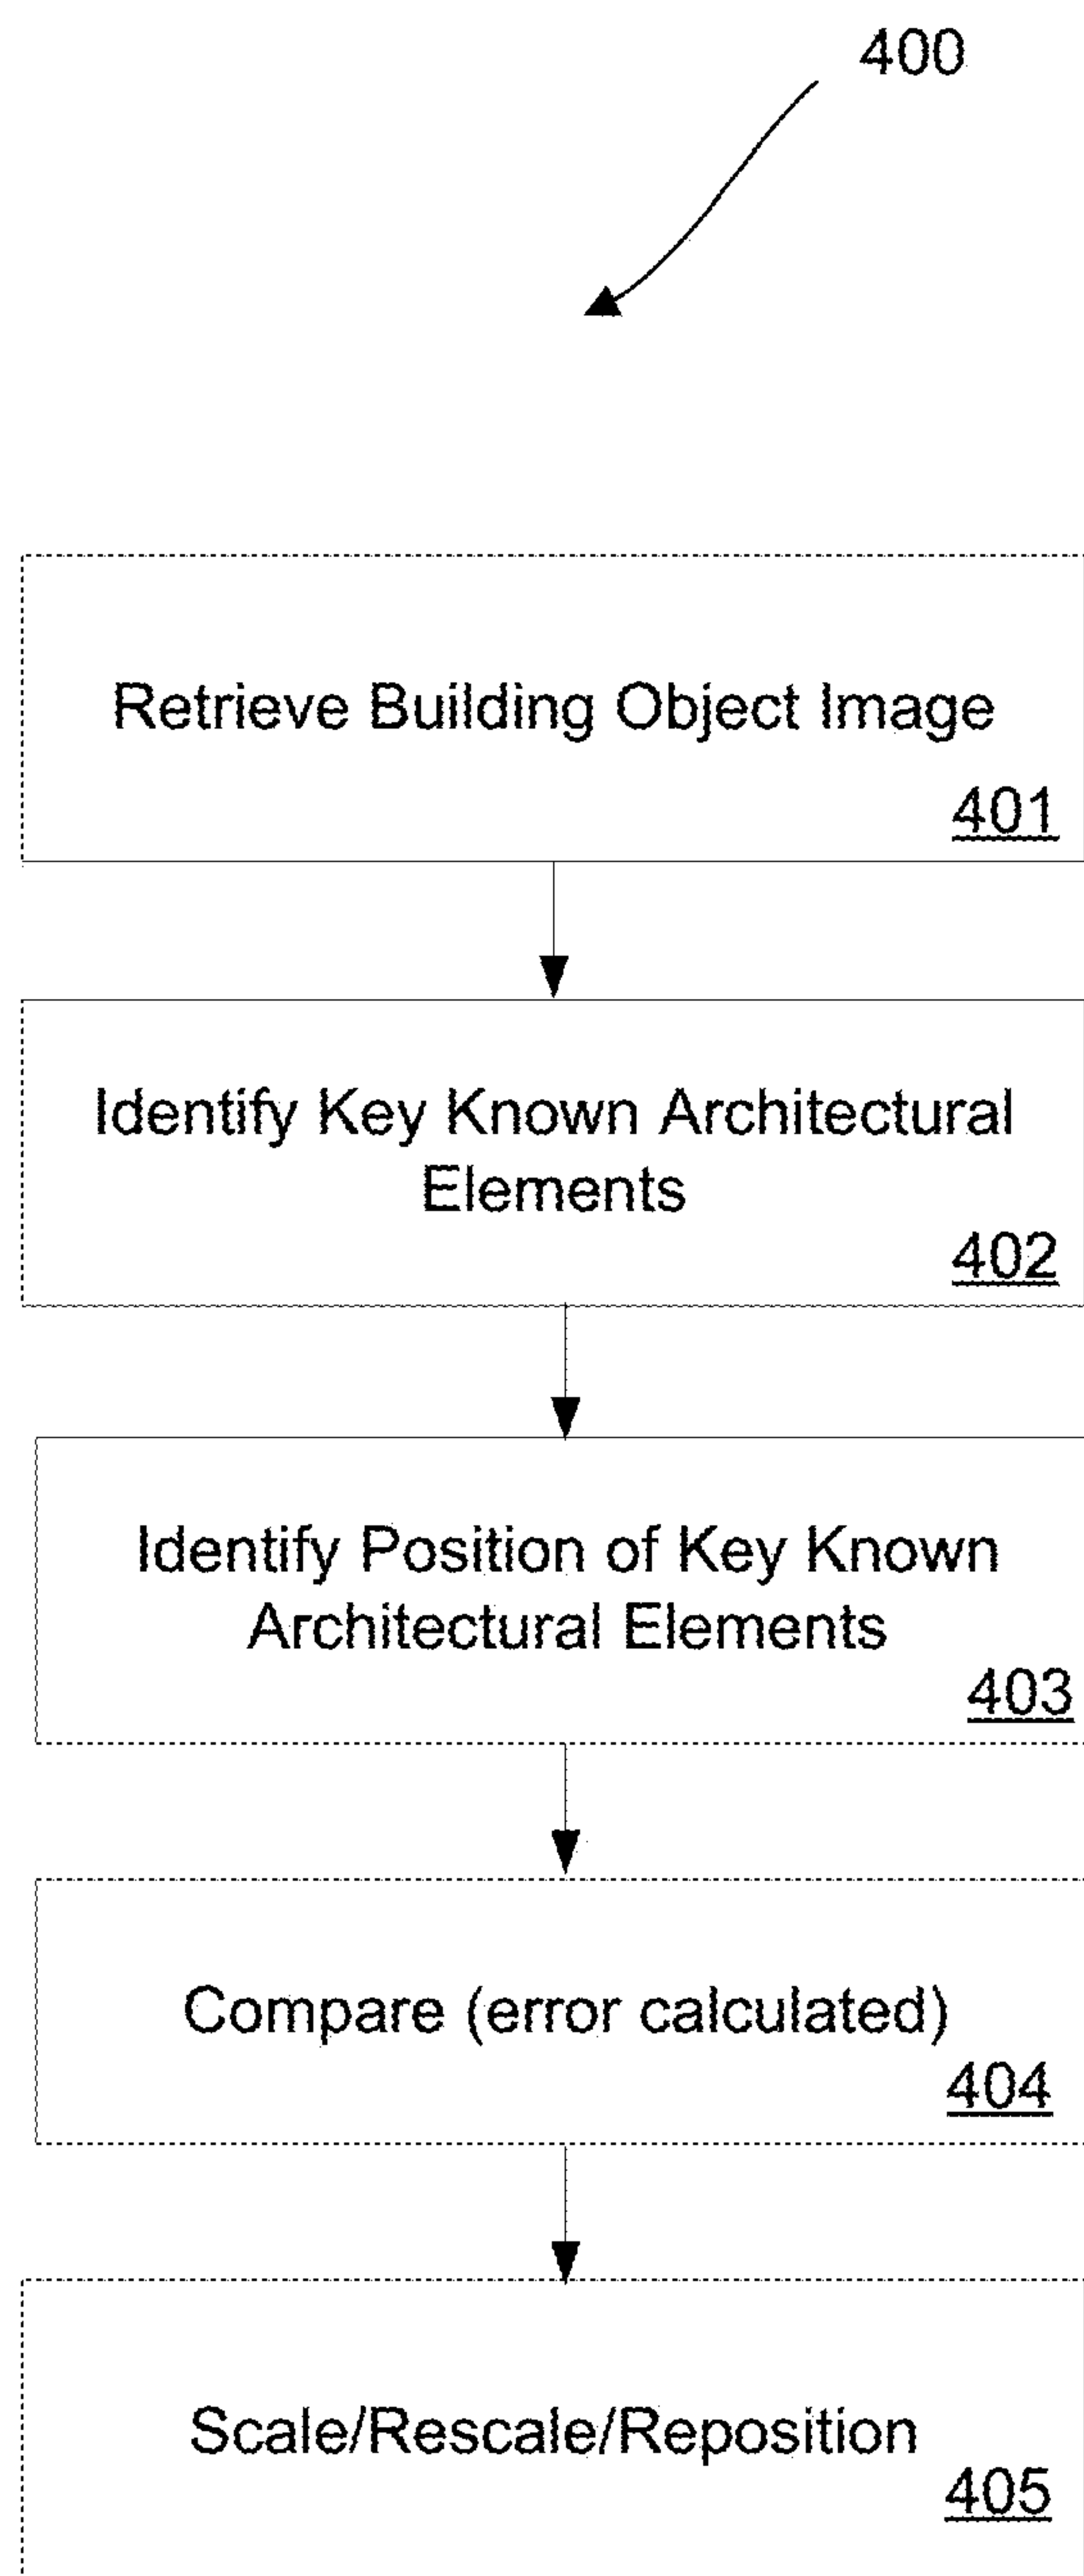 400
Retrieve Building Object Image
401
Identify Key Known Architectural
Elements
402
Identify Position of Key Known
Architectural Elements
403
Compare (error calculated)
404
Scale/Rescale/Reposition
405